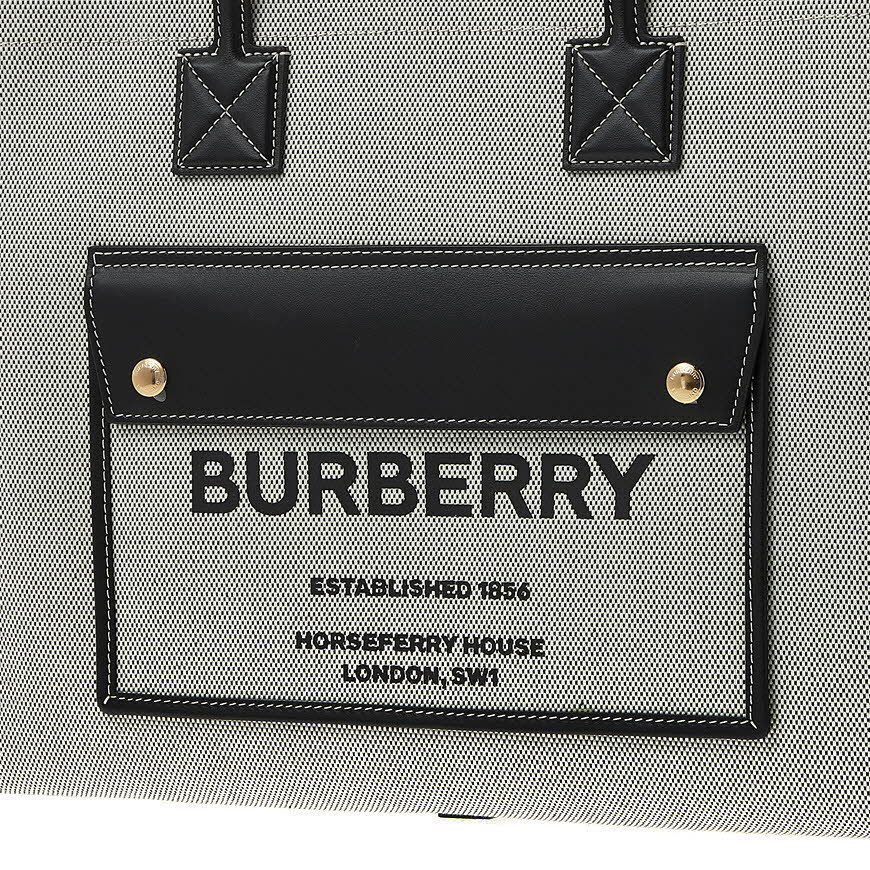 BURBERRY
ESTABLISHED 1856
HORSEFERRY HOUSE
LONDON, SW1